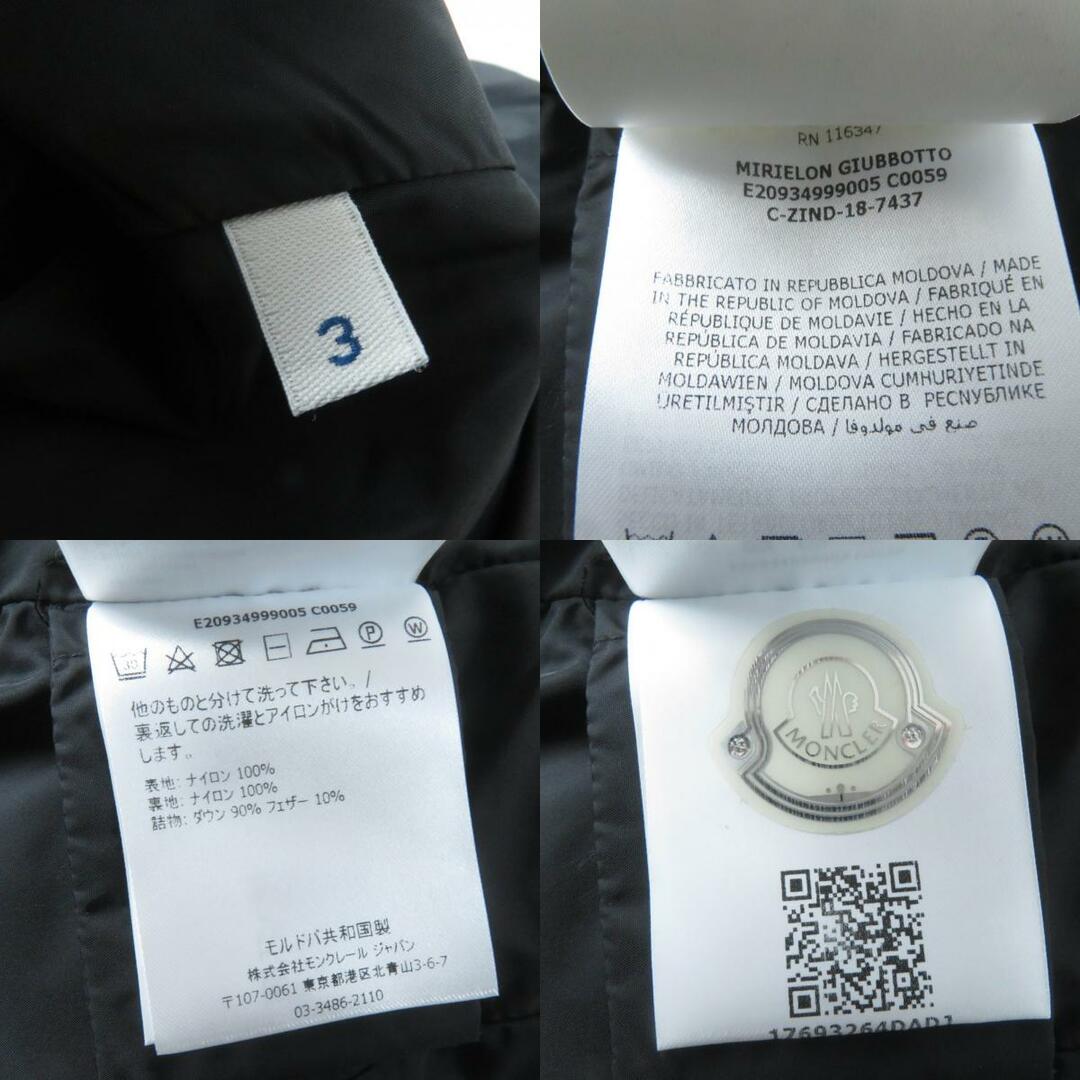 3
RN 116347
MIRIELON GIUBBOTTO
E20934999005 C0059
C-ZIND-18-7437
FABBRICATO IN REPUBBLICA MOLDOVA / MADE
IN THE REPUBLIC OF MOLDOVA / FABRIQUÉ EN
RÉPUBLIQUE DE MOLDAVIE / HECHO EN LA
REPÚBLICA DE MOLDAVIA / FABRICADO NA
REPÚBLICA MOLDAVA / HERGESTELLT IN
MOLDAWIEN / MOLDOVA CUMHURIYETINDE
URETILMIŞTIR / СДЕЛАНО В РЕСПУБЛИКЕ
МОЛДОВА / صنع في مولدوفا
E20934999005 C0059
30 P W
他のものと分けて洗って下さい。/
裏返しての洗濯とアイロンがけをおすすめ
します。
表地: ナイロン 100%
裏地: ナイロン 100%
詰物: ダウン 90% フェザー 10%
モルドバ共和国製
株式会社モンクレール ジャパン
〒107-0061 東京都港区北青山3-6-7
03-3486-2110
MONCLER
17693264DAD1